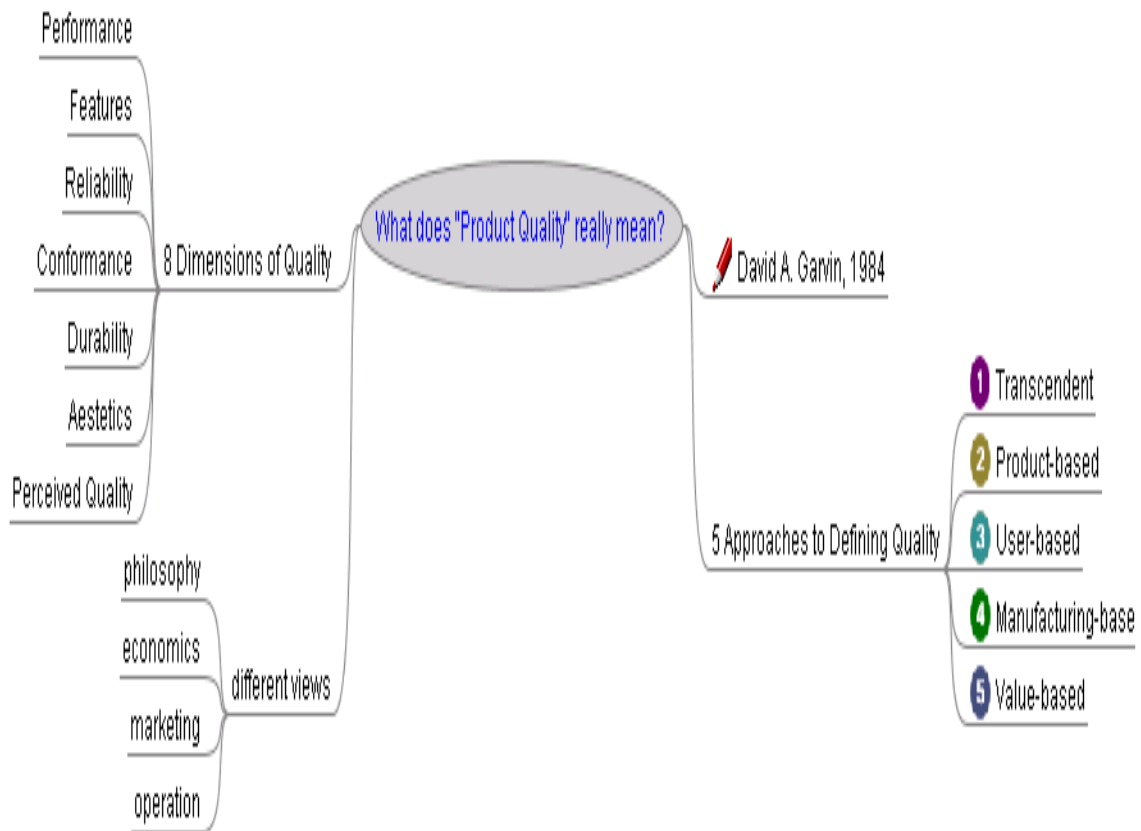 What does "Product Quality" really mean?
8 Dimensions of Quality
Performance
Features
Reliability
Conformance
Durability
Aestetics
Perceived Quality
different views
philosophy
economics
marketing
operation
David A. Garvin, 1984
5 Approaches to Defining Quality
1 Transcendent
2 Product-based
3 User-based
4 Manufacturing-base
5 Value-based